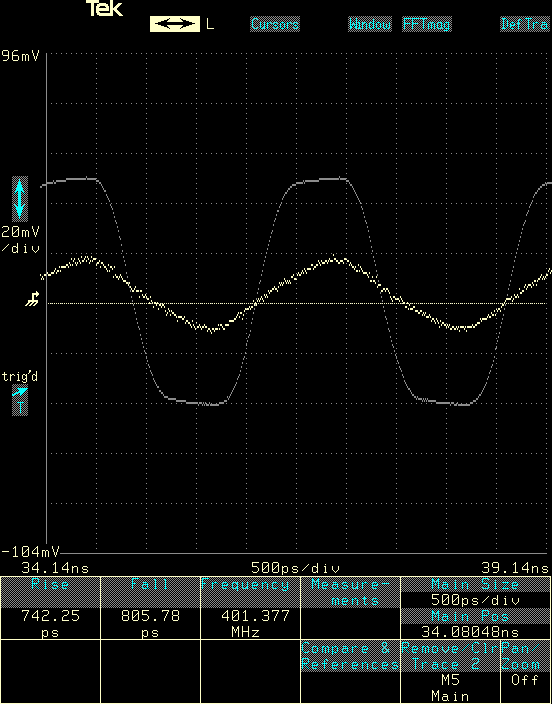 Tek
L Cursors Window FFTmag DefTra
96mV
20mV
/div
trig'd
T
-104mV
34.14ns 500ps/div 39.14ns
Rise Fall Frequency Measure- Main Size
ments 500ps/div
742.25 805.78 401.377 Main Pos
ps ps MHz 34.08048ns
Compare & Remove/Clr Pan/
References Trace 2 Zoom
M5 Off
Main